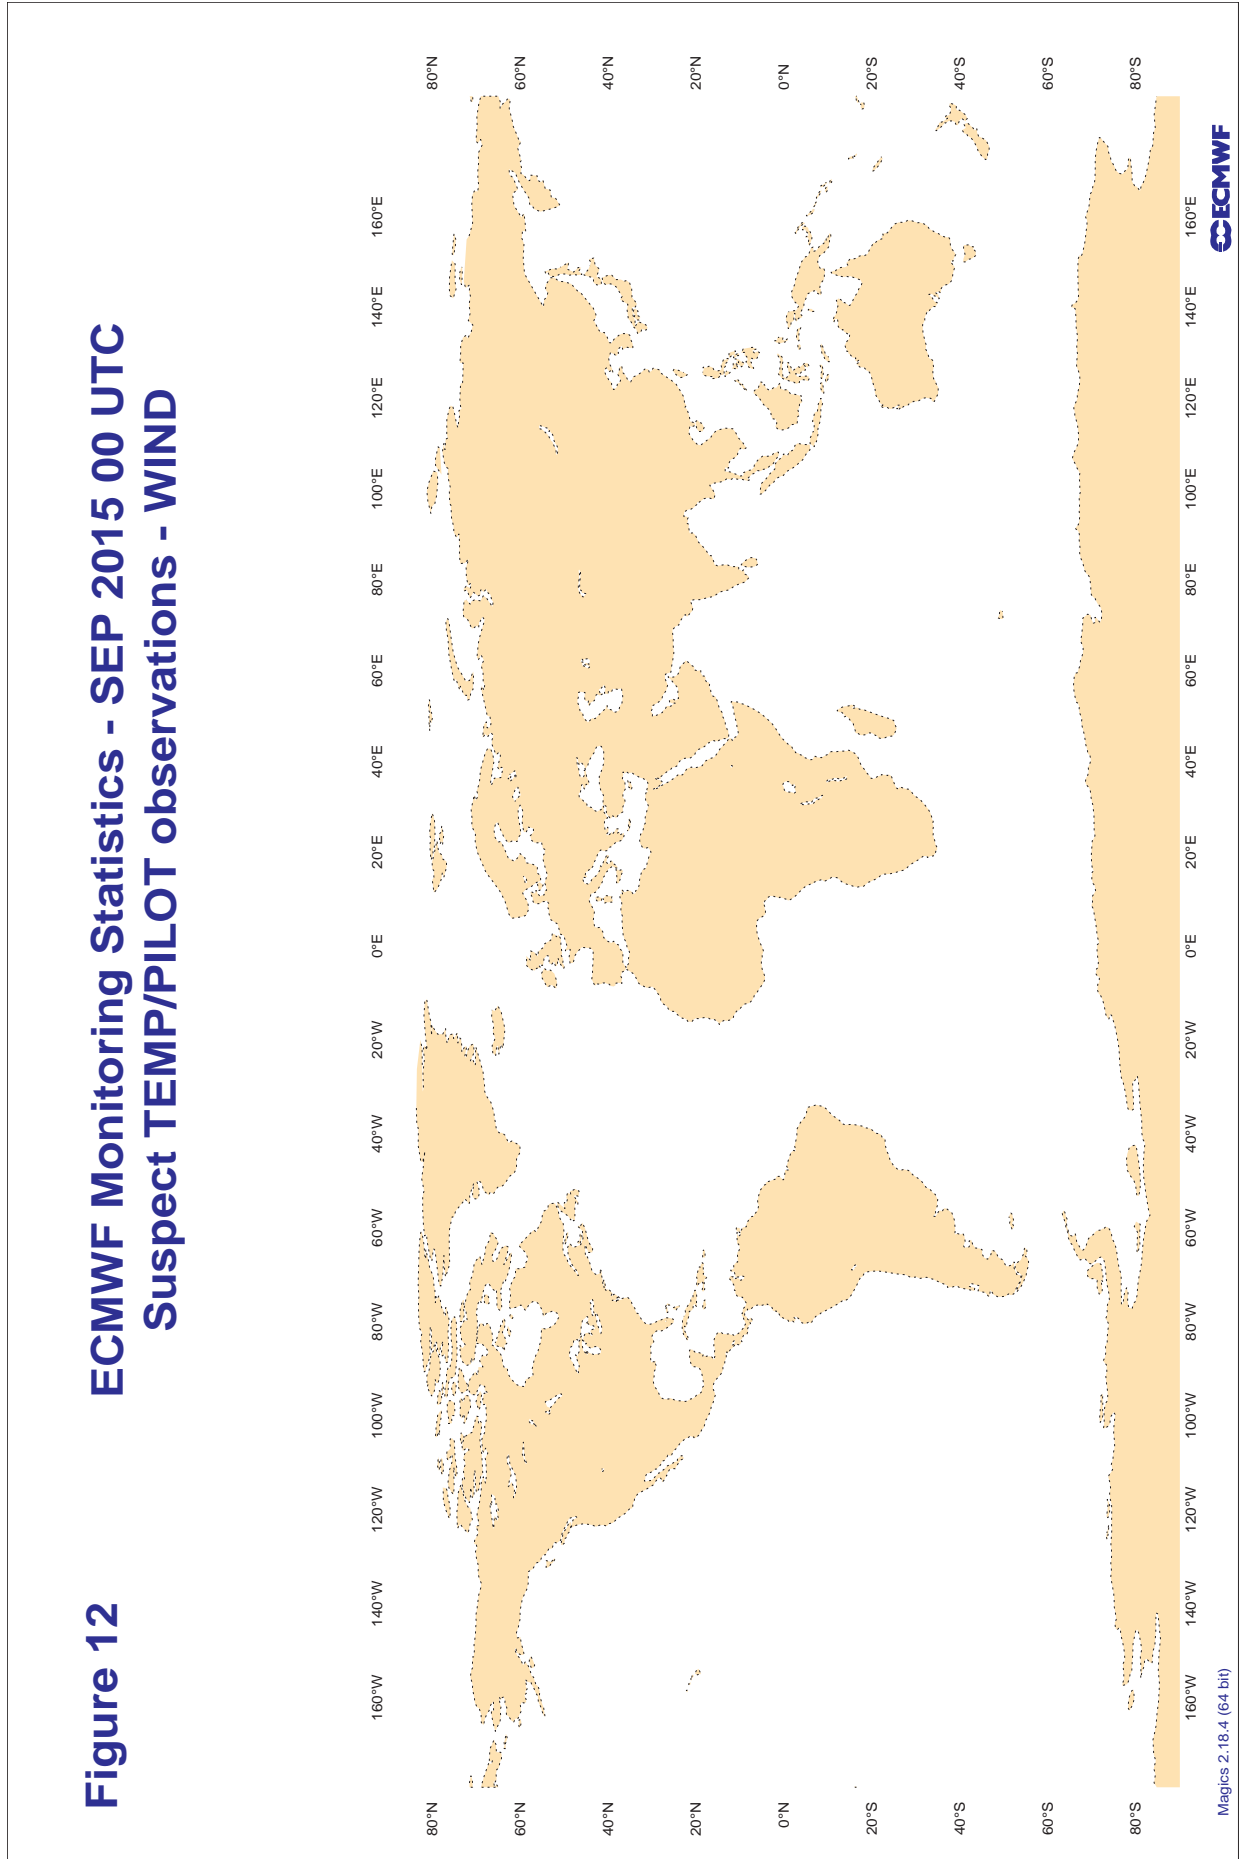 Figure 12
ECMWF Monitoring Statistics - SEP 2015 00 UTC
Suspect TEMP/PILOT observations - WIND
160°W 140°W 120°W 100°W 80°W 60°W 40°W 20°W 0°E 20°E 40°E 60°E 80°E 100°E 120°E 140°E 160°E
80°N 80°N
60°N 60°N
40°N 40°N
20°N 20°N
0°N 0°N
20°S 20°S
40°S 40°S
60°S 60°S
80°S 80°S
160°W 140°W 120°W 100°W 80°W 60°W 40°W 20°W 0°E 20°E 40°E 60°E 80°E 100°E 120°E 140°E 160°E
Magics 2.18.4 (64 bit)
ECMWF